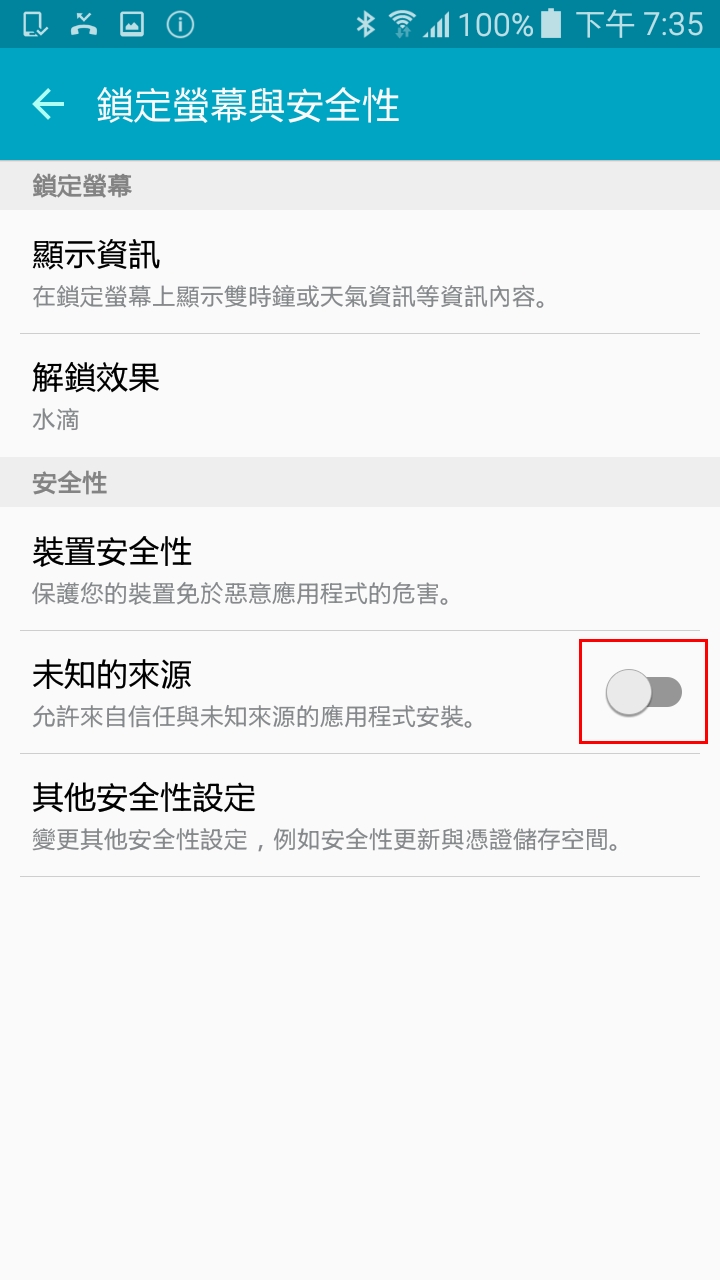 100% 下午 7:35
鎖定螢幕與安全性
鎖定螢幕
顯示資訊
在鎖定螢幕上顯示雙時鐘或天氣資訊等資訊內容。
解鎖效果
水滴
安全性
裝置安全性
保護您的裝置免於惡意應用程式的危害。
未知的來源
允許來自信任與未知來源的應用程式安裝。
其他安全性設定
變更其他安全性設定，例如安全性更新與憑證儲存空間。